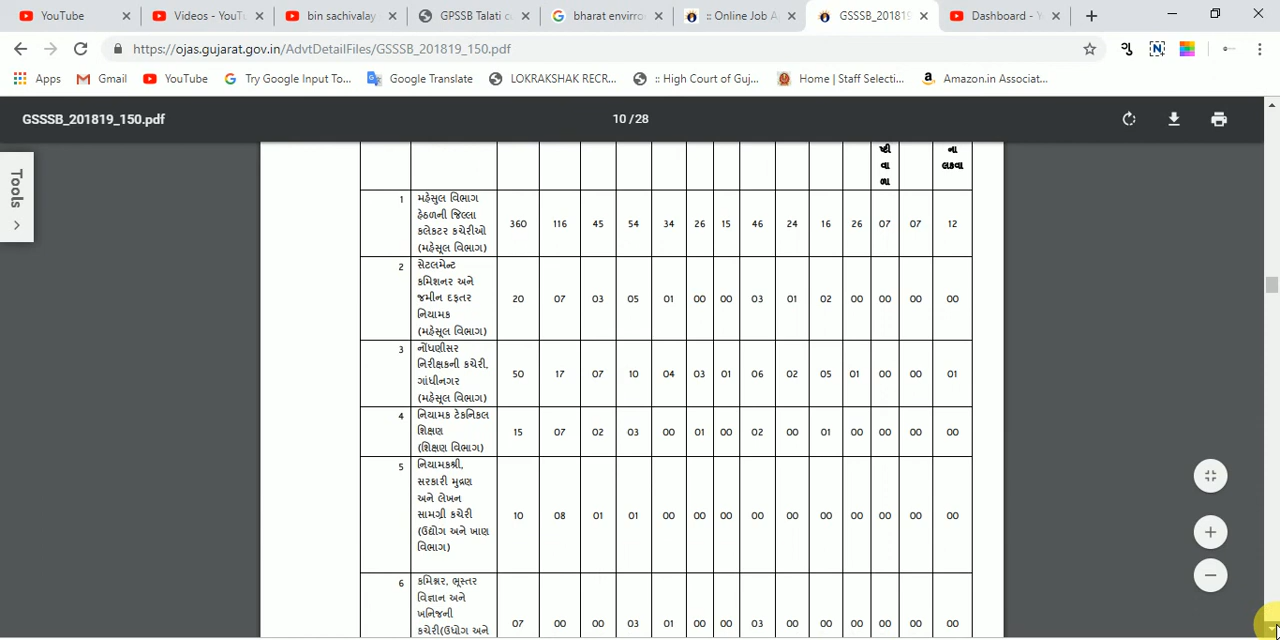 YouTube
Videos - YouTu
bin sachivalay
GPSSB Talati co
bharat envirro
:: Online Job A
GSSSB_201819
Dashboard - Y
https://ojas.gujarat.gov.in/AdvtDetailFiles/GSSSB_201819_150.pdf
Apps
Gmail
YouTube
Try Google Input To...
Google Translate
LOKRAKSHAK RECR...
:: High Court of Guj...
Home | Staff Selecti...
Amazon.in Associat...
GSSSB_201819_150.pdf
10 / 28
Tools
ષ્ટી ના
વા લકવા
ળા
1 મહેસુલ વિભાગ
હેઠળની જિલ્લા
કલેકટર કચેરીઓ
(મહેસૂલ વિભાગ)
360 116 45 54 34 26 15 46 24 16 26 07 07 12
2 સેટલમેન્ટ
કમિશનર અને
જમીન દફતર
નિયામક
(મહેસૂલ વિભાગ)
20 07 03 05 01 00 00 03 01 02 00 00 00 00
3 નોંધણીસર
નિરીક્ષકની કચેરી,
ગાંધીનગર
(મહેસૂલ વિભાગ)
50 17 07 10 04 03 01 06 02 05 01 00 00 01
4 નિયામક ટેકનિકલ
શિક્ષણ
(શિક્ષણ વિભાગ)
15 07 02 03 00 01 00 02 00 01 00 00 00 00
5 નિયામકશ્રી,
સરકારી મુદ્રણ
અને લેખન
સામગ્રી કચેરી
(ઉદ્યોગ અને ખાણ
વિભાગ)
10 08 01 01 00 00 00 00 00 00 00 00 00 00
6 કમિશ્નર, ભૂસ્તર
વિજ્ઞાન અને
ખનિજની
કચેરી(ઉદ્યોગ અને
07 00 00 03 01 00 00 03 00 00 00 00 00 00